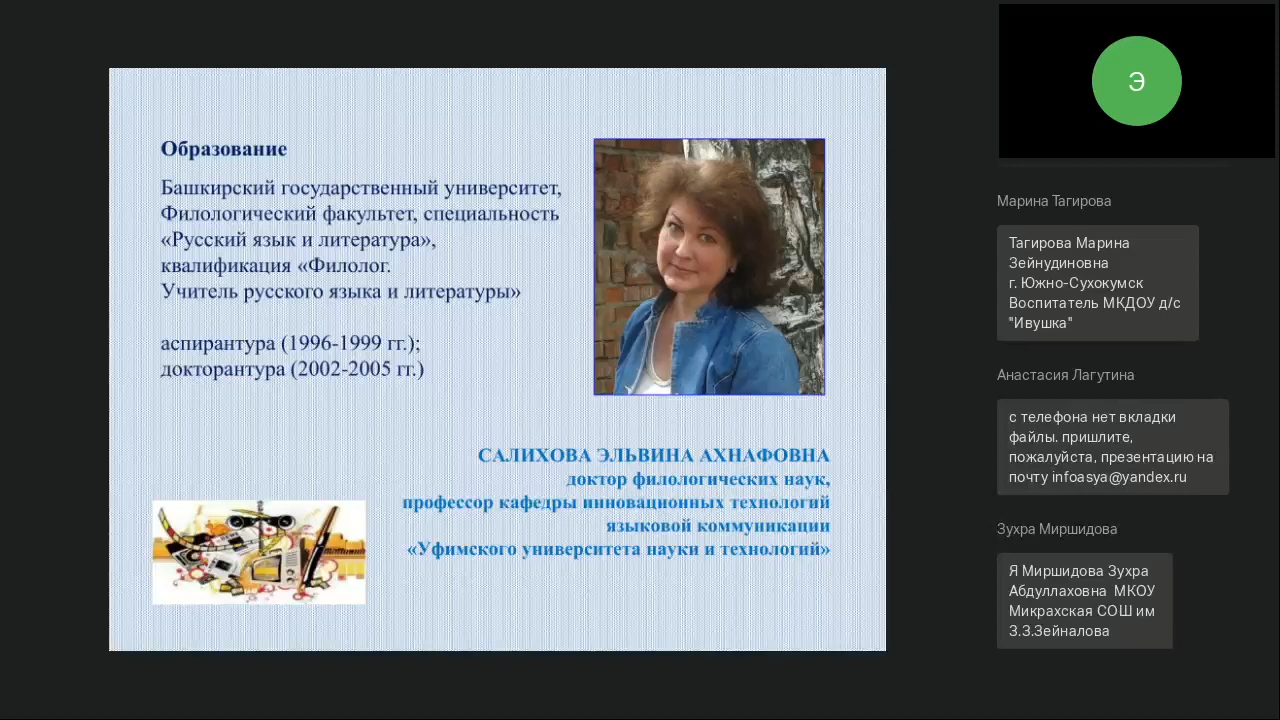 Образование
Башкирский государственный университет,
Филологический факультет, специальность
«Русский язык и литература»,
квалификация «Филолог.
Учитель русского языка и литературы»
аспирантура (1996-1999 гг.);
докторантура (2002-2005 гг.)
САЛИХОВА ЭЛЬВИНА АХНАФОВНА
доктор филологических наук,
профессор кафедры инновационных технологий
языковой коммуникации
«Уфимского университета науки и технологий»
Э
Марина Тагирова
Тагирова Марина
Зейнудиновна
г. Южно-Сухокумск
Воспитатель МКДОУ д/с
"Ивушка"
Анастасия Лагутина
с телефона нет вкладки
файлы. пришлите,
пожалуйста, презентацию на
почту infoasya@yandex.ru
Зухра Миршидова
Я Миршидова Зухра
Абдуллаховна МКОУ
Микрахская СОШ им
З.З.Зейналова